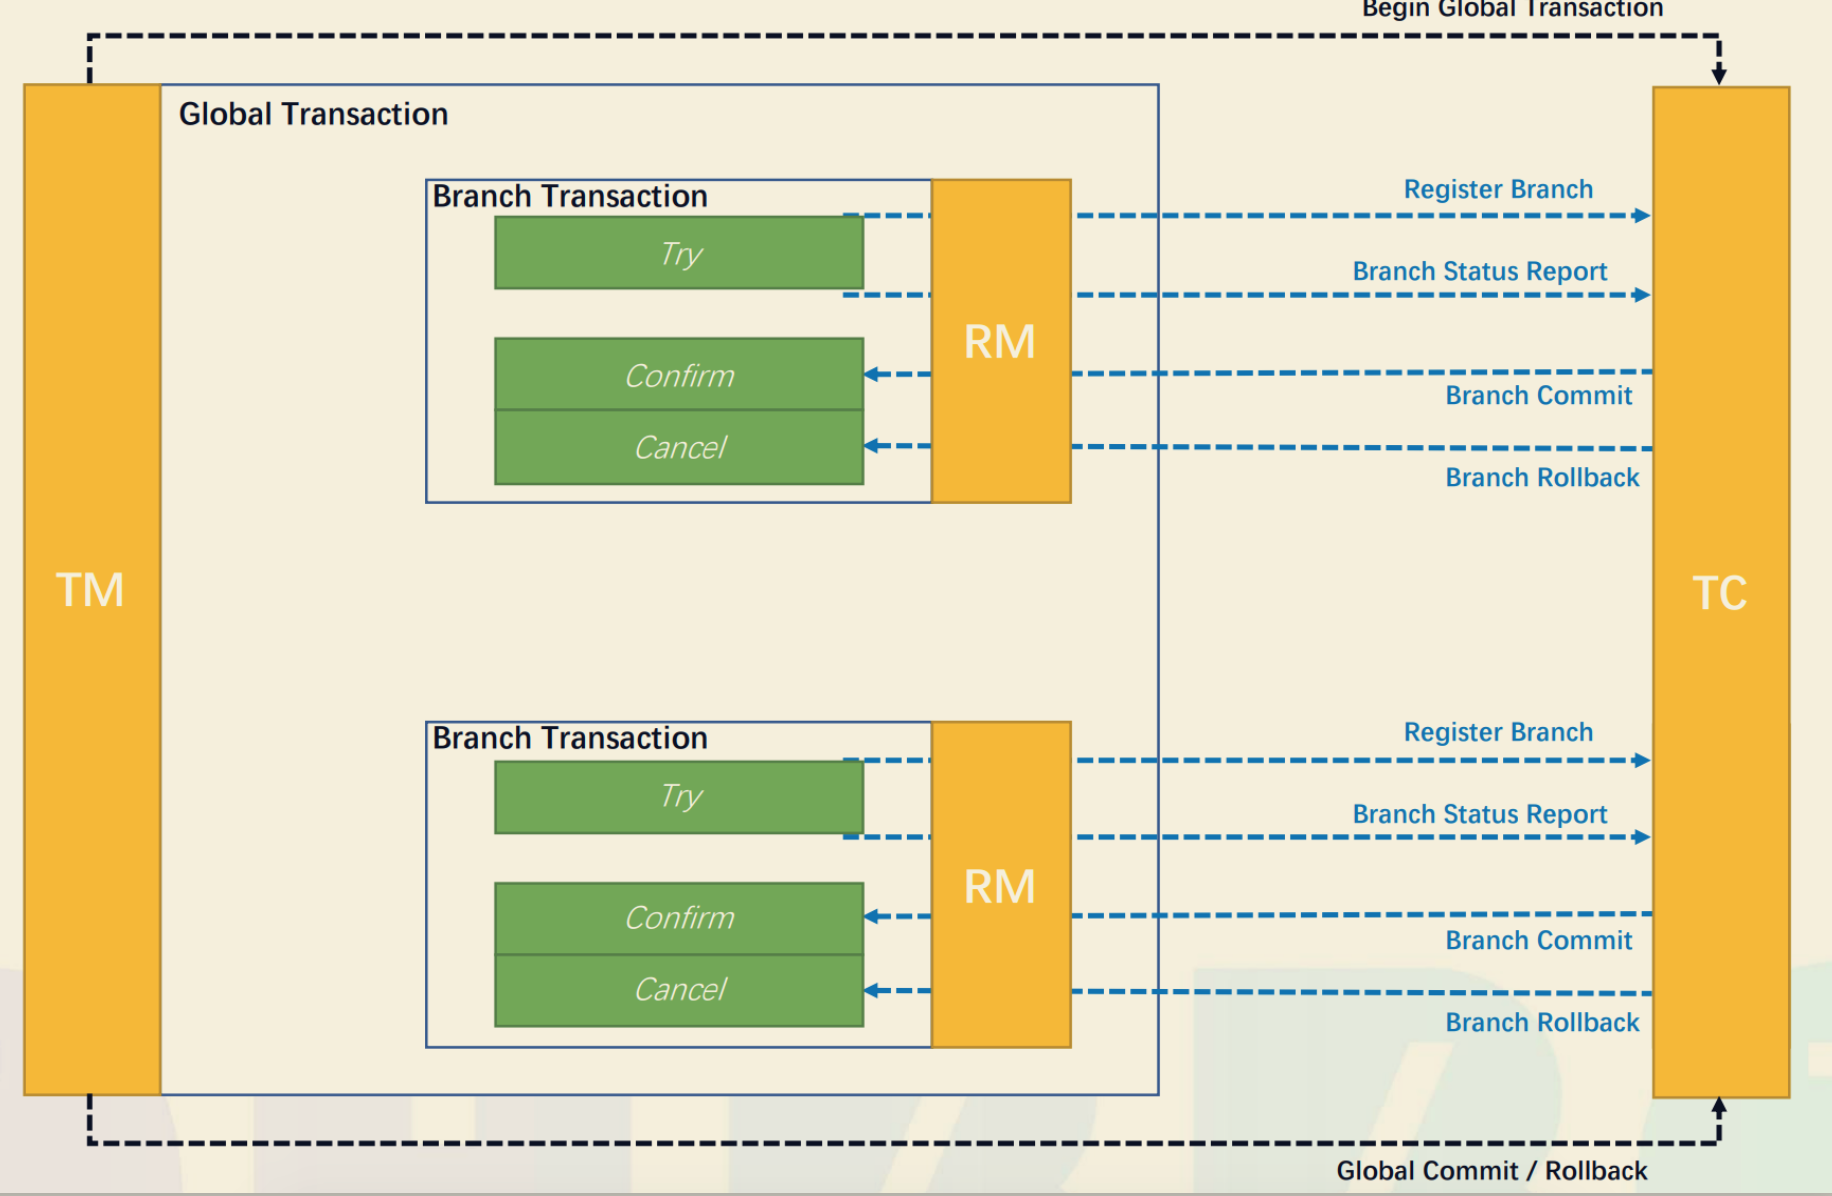 Begin Global Transaction
Global Transaction
Branch Transaction
Try
Confirm
Cancel
RM
Register Branch
Branch Status Report
Branch Commit
Branch Rollback
TM
TC
Branch Transaction
Try
Confirm
Cancel
RM
Register Branch
Branch Status Report
Branch Commit
Branch Rollback
Global Commit / Rollback